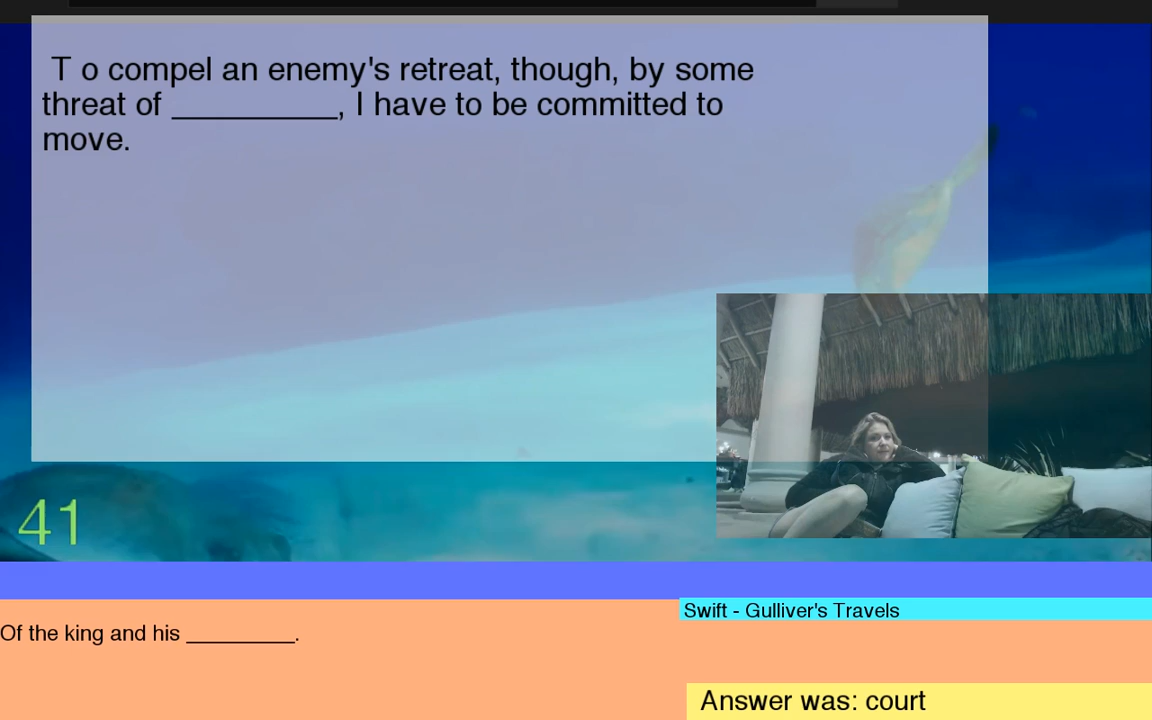 T o compel an enemy's retreat, though, by some
threat of __________, I have to be committed to
move.
41
Swift - Gulliver's Travels
Of the king and his __________.
Answer was: court